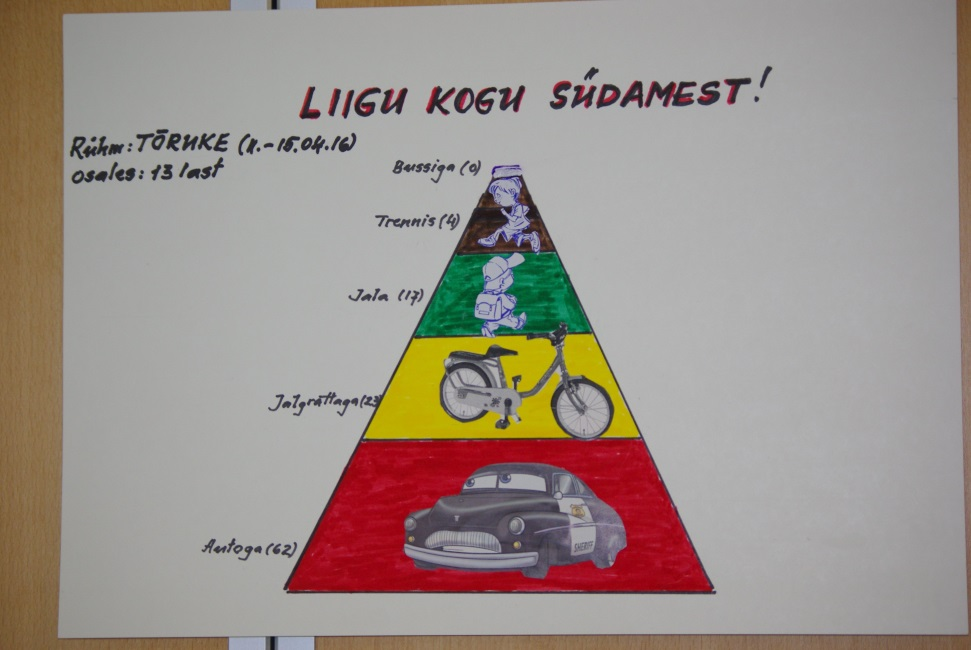 LIIGU KOGU SÜDAMEST!
Rühm: TÕRUKE (11.-15.04.16)
osales: 13 last
Bussiga (0)
Trennis (4)
Jala (17)
Jalgrattaga (23)
Autoga (62)
SHERIFF